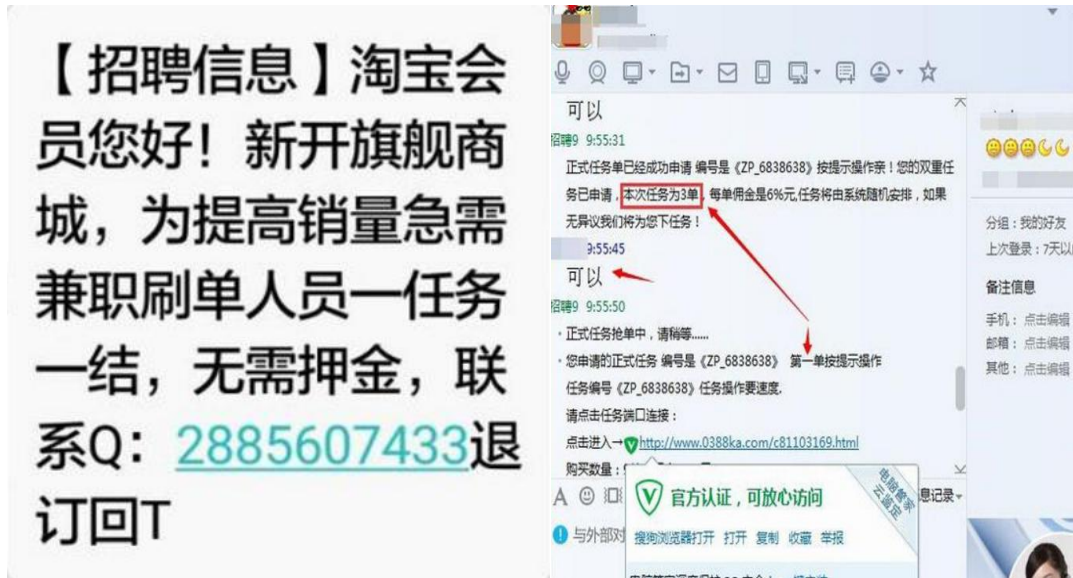 【招聘信息】淘宝会
员您好！新开旗舰商
城，为提高销量急需
兼职刷单人员一任务
一结，无需押金，联
系Q：2885607433退
订回T
可以
招聘9 9:55:31
正式任务单已经成功申请 编号是《ZP_6838638》按提示操作亲！您的双重任
务已申请，本次任务为3单，每单佣金是6%元,任务将由系统随机安排，如果
无异议我们将为您下任务！
9:55:45
可以
招聘9 9:55:50
·正式任务抢单中，请稍等......
·您申请的正式任务 编号是《ZP_6838638》 第一单按提示操作
任务编号《ZP_6838638》任务操作要速度.
请点击任务端口连接：
点击进入→http://www.0388ka.com/c81103169.html
购买数量：
官方认证，可放心访问
电脑管家
云鉴定
搜狗浏览器打开 打开 复制 收藏 举报
息记录
与外部对
分组：我的好友
上次登录：7天以
备注信息
手机：点击编辑
邮箱：点击编辑
其他：点击编辑